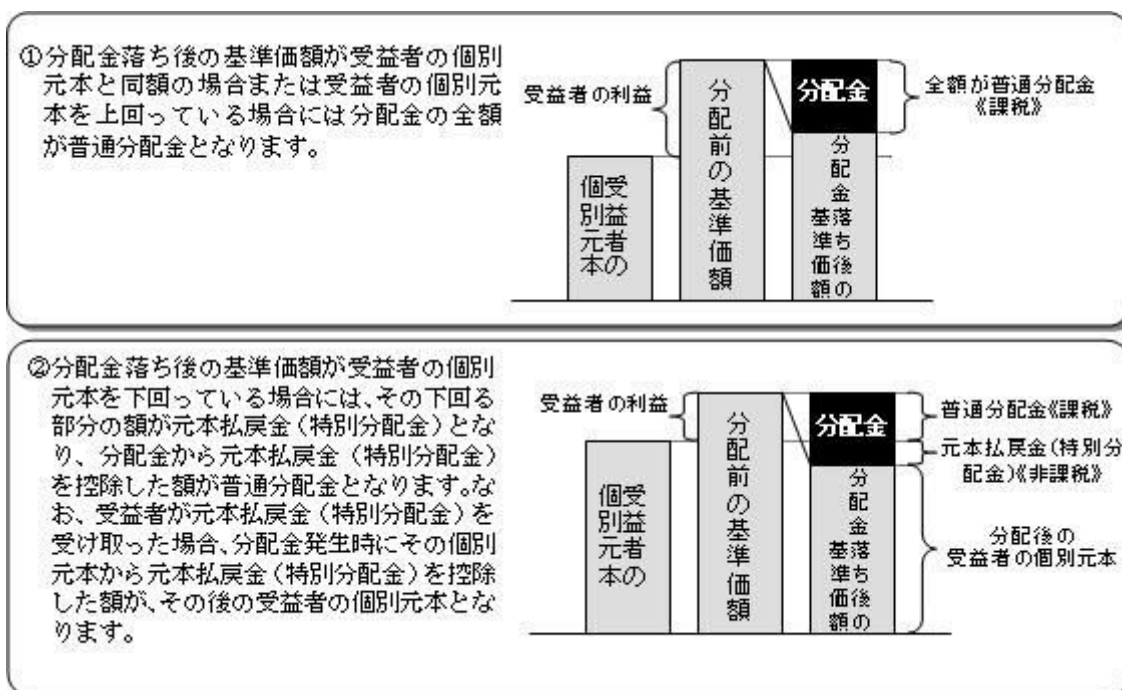 ①分配金落ち後の基準価額が受益者の個別
元本と同額の場合または受益者の個別元
本を上回っている場合には分配金の全額
が普通分配金となります。
受益者の利益
受益者の
個別元本
分配前の基準価額
分配金
分配金落ち後の
基準価額
全額が普通分配金
《課税》
②分配金落ち後の基準価額が受益者の個別
元本を下回っている場合には、その下回る
部分の額が元本払戻金(特別分配金)とな
り、分配金から元本払戻金(特別分配金)
を控除した額が普通分配金となります。な
お、受益者が元本払戻金(特別分配金)を
受け取った場合、分配金発生時にその個別
元本から元本払戻金(特別分配金)を控除
した額が、その後の受益者の個別元本とな
ります。
受益者の利益
受益者の
個別元本
分配前の基準価額
分配金
分配金落ち後の
基準価額
普通分配金《課税》
元本払戻金(特別分
配金)《非課税》
分配後の
受益者の個別元本